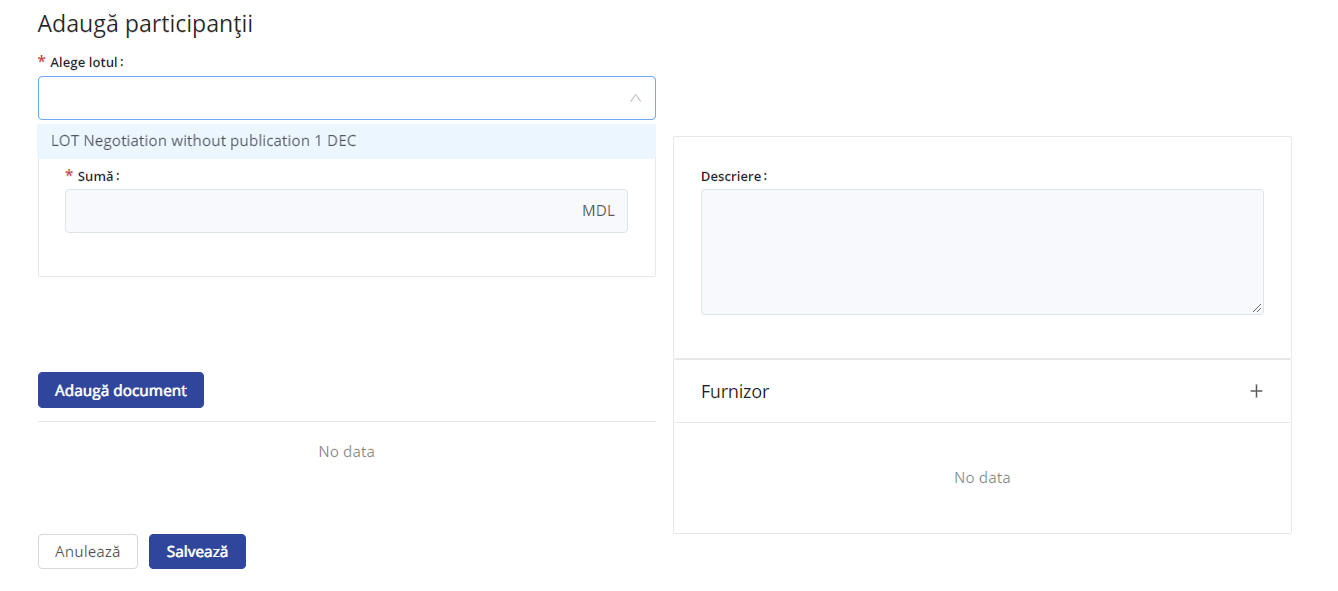 Adaugă participanţii
* Alege lotul :
LOT Negotiation without publication 1 DEC
* Sumă :
MDL
Descriere :
Adaugă document
No data
Furnizor
No data
Anulează
Salvează